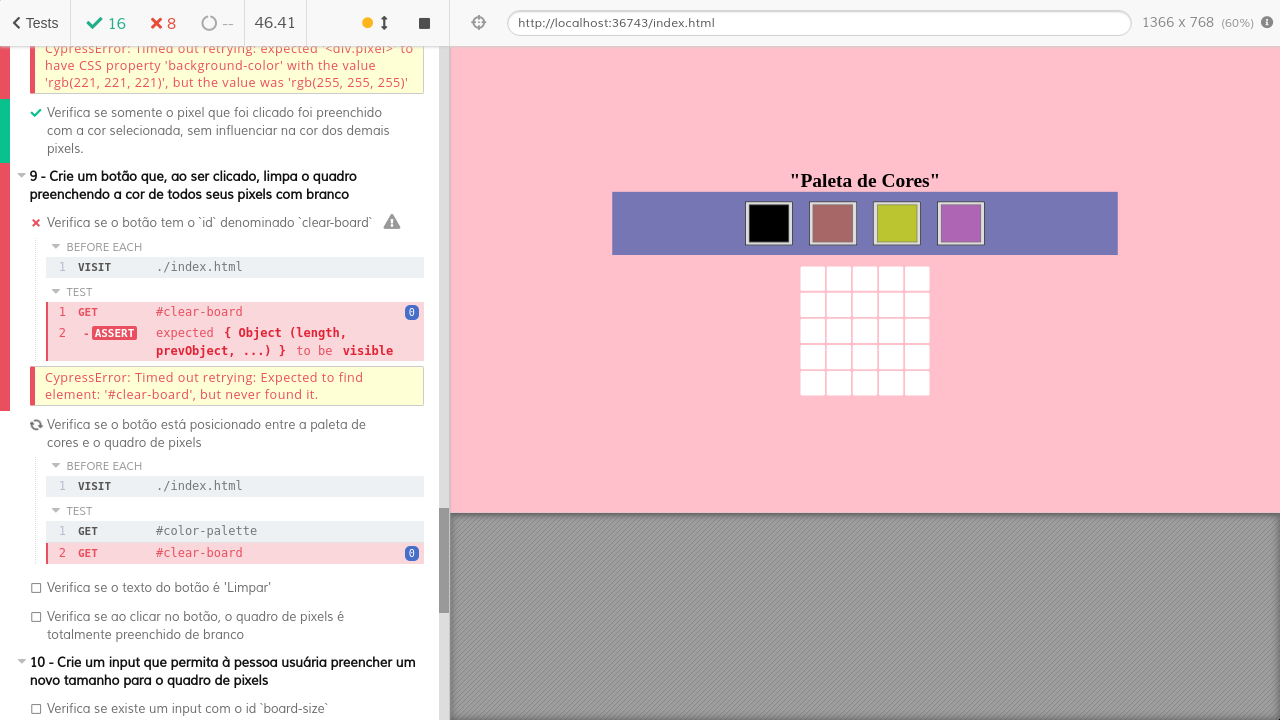 Tests 16 8 -- 46.41 http://localhost:36743/index.html 1366 x 768 (60%)
CypressError: Timed out retrying: expected '<div.pixel>' to
have CSS property 'background-color' with the value
'rgb(221, 221, 221)', but the value was 'rgb(255, 255, 255)'
Verifica se somente o pixel que foi clicado foi preenchido
com a cor selecionada, sem influenciar na cor dos demais
pixels.
9 - Crie um botão que, ao ser clicado, limpa o quadro
preenchendo a cor de todos seus pixels com branco
Verifica se o botão tem o `id` denominado `clear-board`
BEFORE EACH
1 VISIT ./index.html
TEST
1 GET #clear-board 0
2 -ASSERT expected { Object (length,
prevObject, ...) } to be visible
CypressError: Timed out retrying: Expected to find
element: '#clear-board', but never found it.
Verifica se o botão está posicionado entre a paleta de
cores e o quadro de pixels
BEFORE EACH
1 VISIT ./index.html
TEST
1 GET #color-palette
2 GET #clear-board 0
Verifica se o texto do botão é 'Limpar'
Verifica se ao clicar no botão, o quadro de pixels é
totalmente preenchido de branco
10 - Crie um input que permita à pessoa usuária preencher um
novo tamanho para o quadro de pixels
Verifica se existe um input com o id `board-size`
"Paleta de Cores"